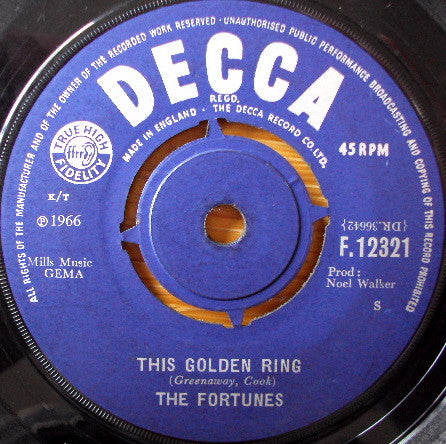 ALL RIGHTS OF THE MANUFACTURER AND OF THE OWNER OF THE RECORDED WORK RESERVED · UNAUTHORISED PUBLIC PERFORMANCE BROADCASTING AND COPYING OF THIS RECORD PROHIBITED
DECCA
REGD.
MADE IN ENGLAND · THE DECCA RECORD CO. LTD.
TRUE HIGH
ffrr
FIDELITY
45 RPM
K/T
℗ 1966
(DR.36642)
F.12321
Mills Music
GEMA
Prod:
Noel Walker
S
THIS GOLDEN RING
(Greenaway, Cook)
THE FORTUNES